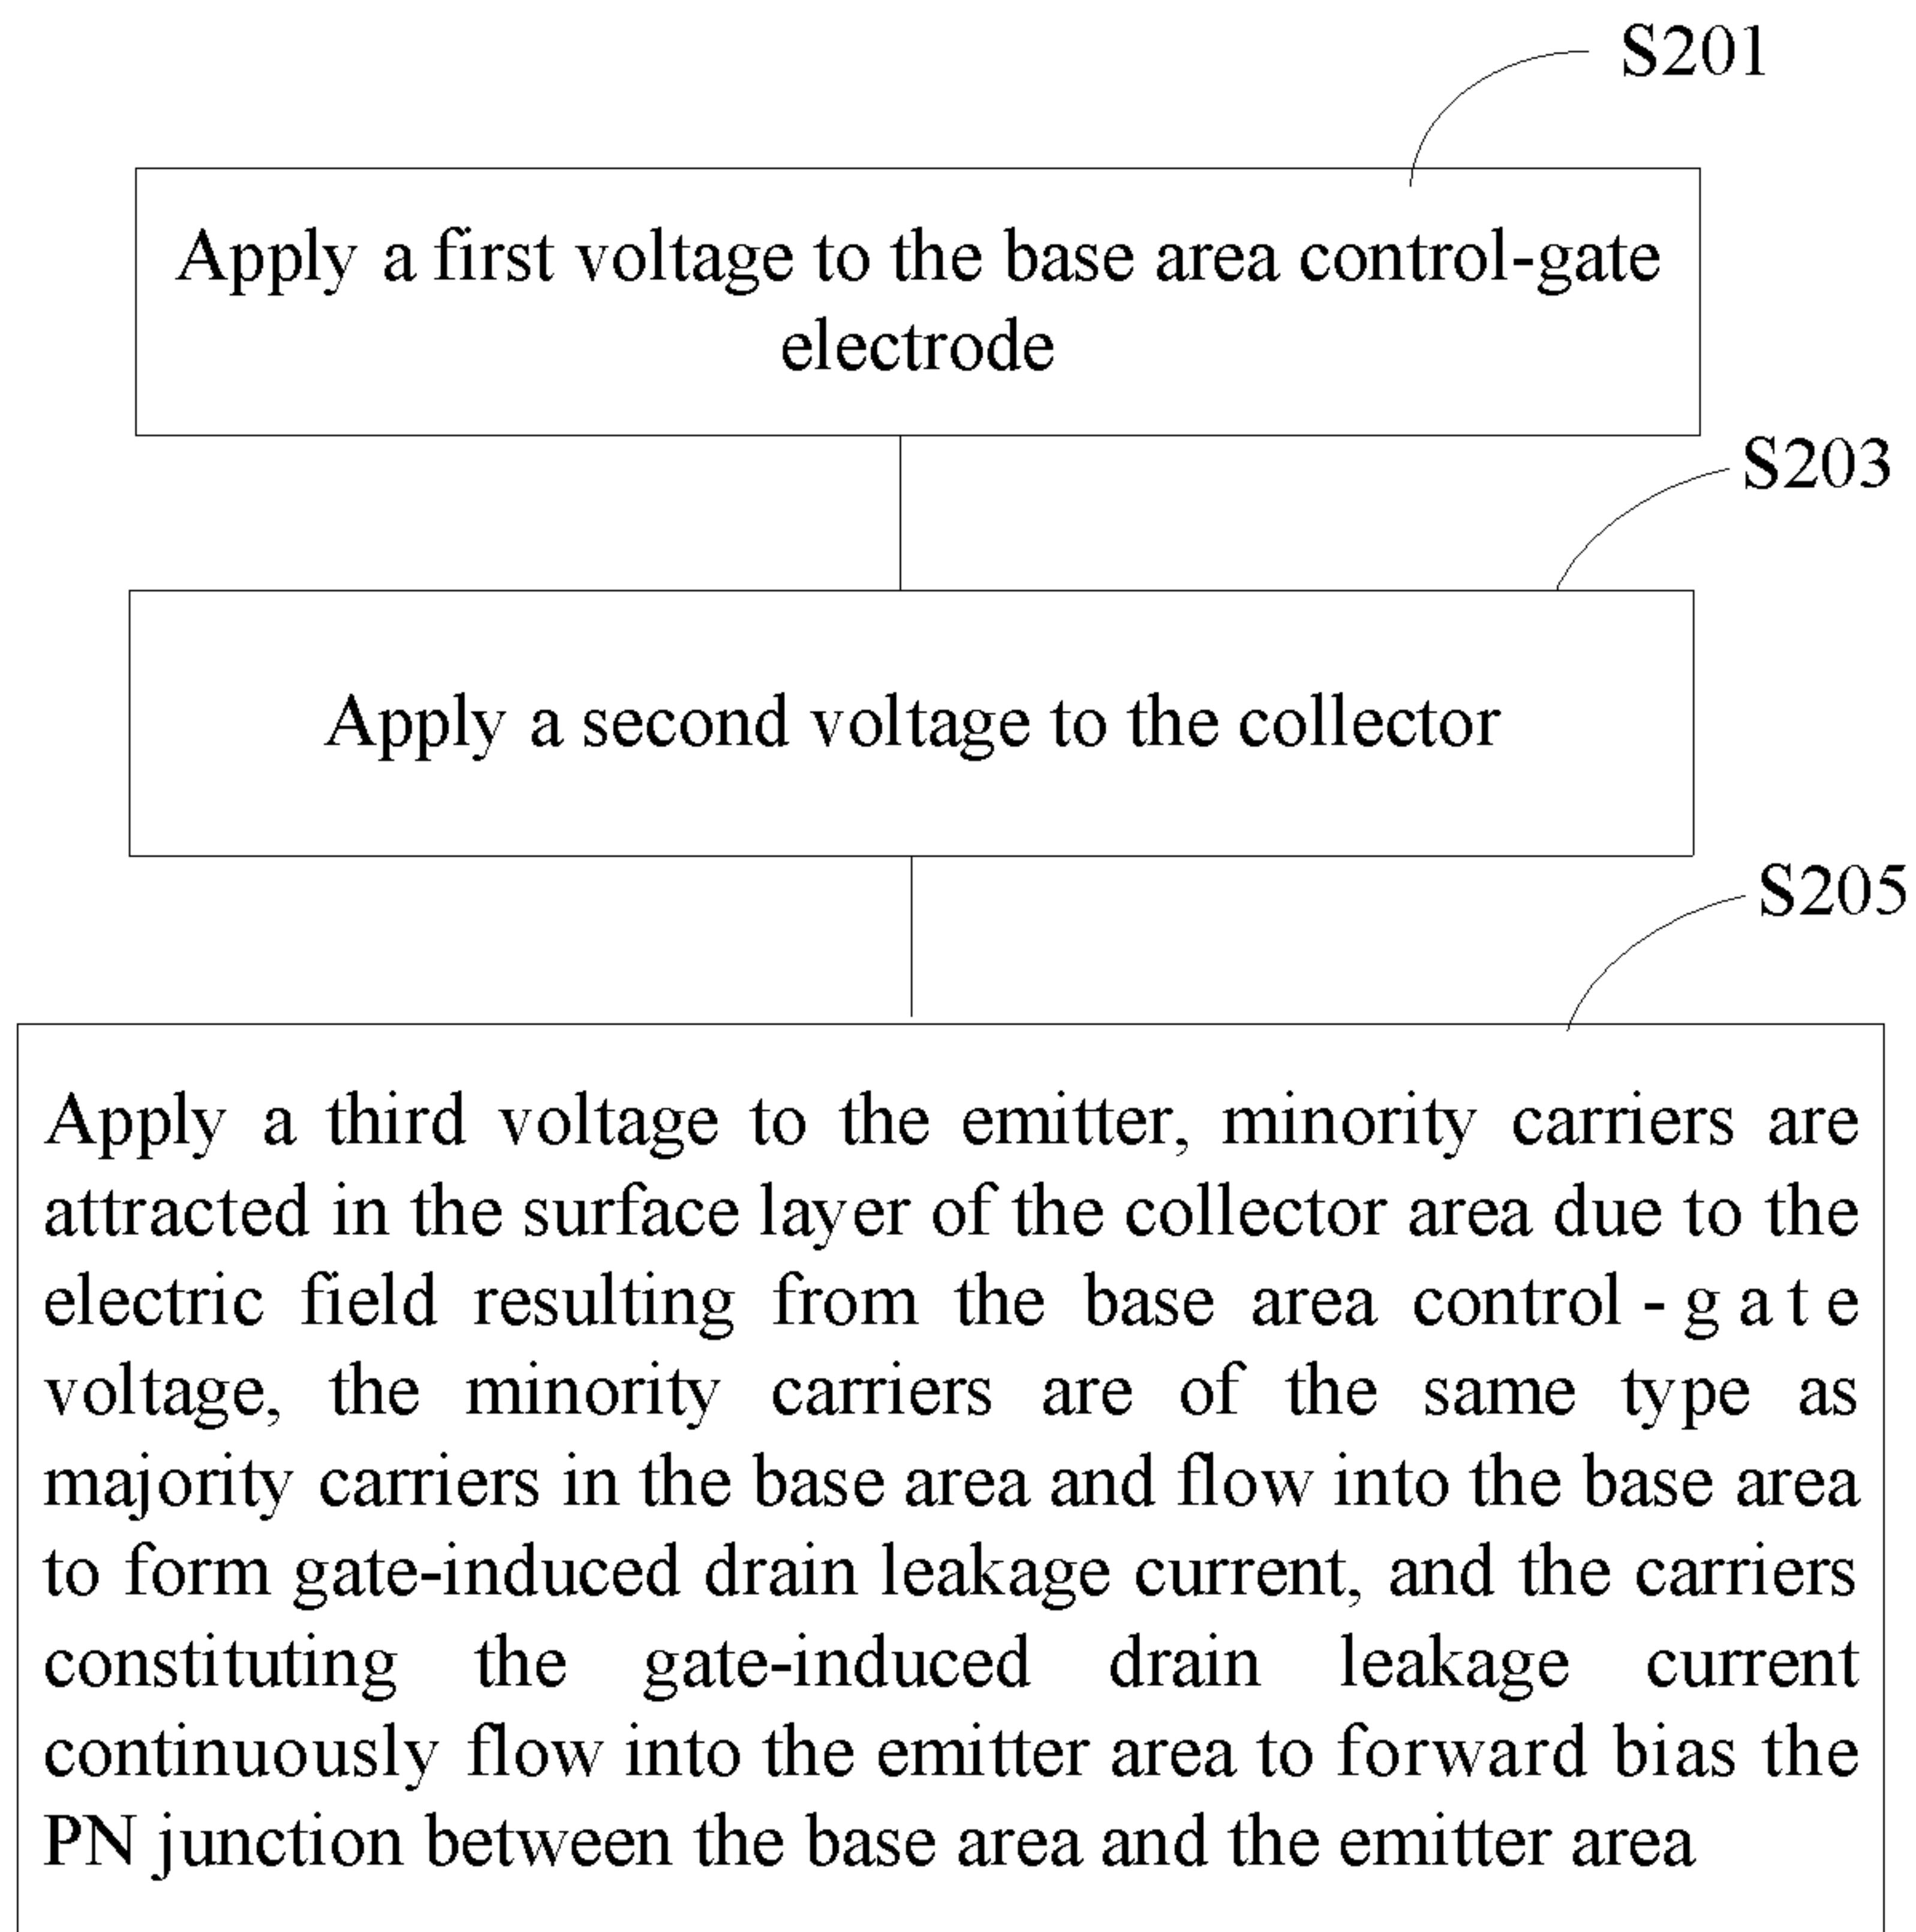 S201
Apply a first voltage to the base area control-gate
electrode
S203
Apply a second voltage to the collector
S205
Apply a third voltage to the emitter, minority carriers are
attracted in the surface layer of the collector area due to the
electric field resulting from the base area control-gate
voltage, the minority carriers are of the same type as
majority carriers in the base area and flow into the base area
to form gate-induced drain leakage current, and the carriers
constituting the gate-induced drain leakage current
continuously flow into the emitter area to forward bias the
PN junction between the base area and the emitter area